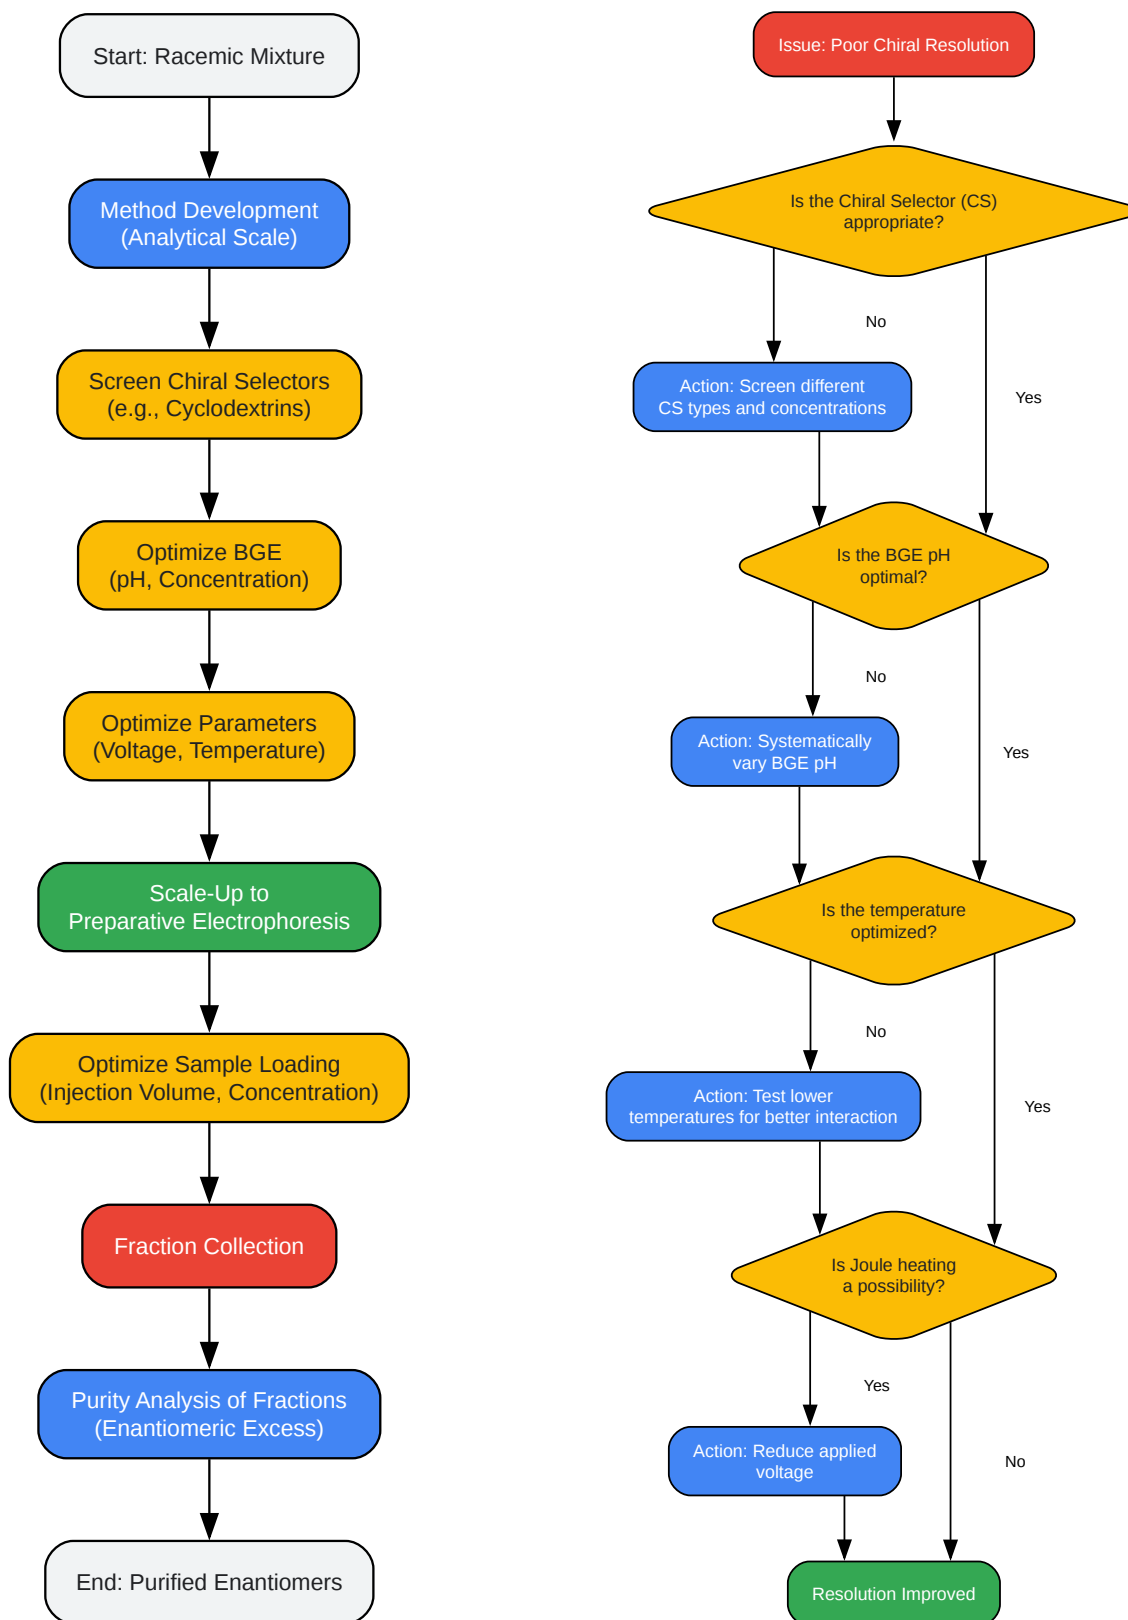 Start: Racemic Mixture
Method Development
(Analytical Scale)
Screen Chiral Selectors
(e.g., Cyclodextrins)
Optimize BGE
(pH, Concentration)
Optimize Parameters
(Voltage, Temperature)
Scale-Up to
Preparative Electrophoresis
Optimize Sample Loading
(Injection Volume, Concentration)
Fraction Collection
Purity Analysis of Fractions
(Enantiomeric Excess)
End: Purified Enantiomers
Issue: Poor Chiral Resolution
Is the Chiral Selector (CS)
appropriate?
No
Action: Screen different
CS types and concentrations
Yes
Is the BGE pH
optimal?
No
Action: Systematically
vary BGE pH
Yes
Is the temperature
optimized?
No
Action: Test lower
temperatures for better interaction
Yes
Is Joule heating
a possibility?
Yes
Action: Reduce applied
voltage
No
Resolution Improved